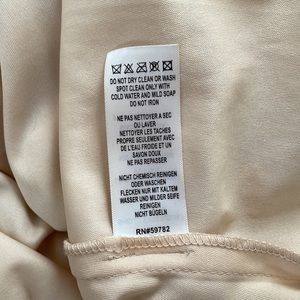 DO NOT DRY CLEAN OR WASH
SPOT CLEAN ONLY WITH
COLD WATER AND MILD SOAP
DO NOT IRON
NE PAS NETTOYER A SEC
OU LAVER
NETTOYER LES TACHES
PROPRE SEULEMENT AVEC
DE L'EAU FROIDE ET UN
SAVON DOUX
NE PAS REPASSER
NICHT CHEMISCH REINIGEN
ODER WASCHEN
FLECKEN NUR MIT KALTEM
WASSER UND MILDER SEIFE
REINIGEN
NICHT BÜGELN
RN#59782